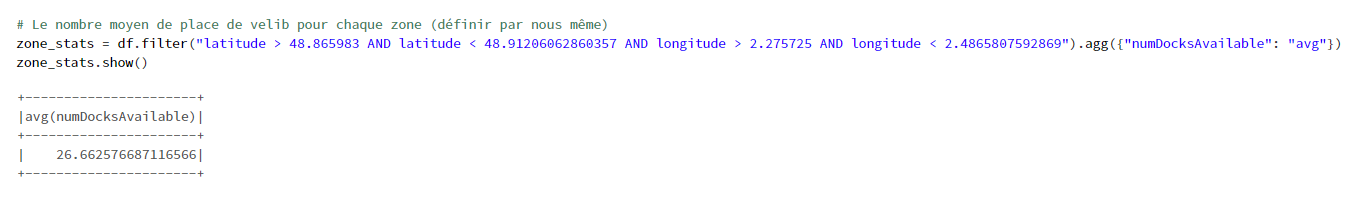 # Le nombre moyen de place de velib pour chaque zone (définir par nous même)
zone_stats = df.filter("latitude > 48.865983 AND latitude < 48.91206062860357 AND longitude > 2.275725 AND longitude < 2.4865807592869").agg({"numDocksAvailable": "avg"})
zone_stats.show()
+----------------------+
|avg(numDocksAvailable)|
+----------------------+
|    26.662576687116566|
+----------------------+